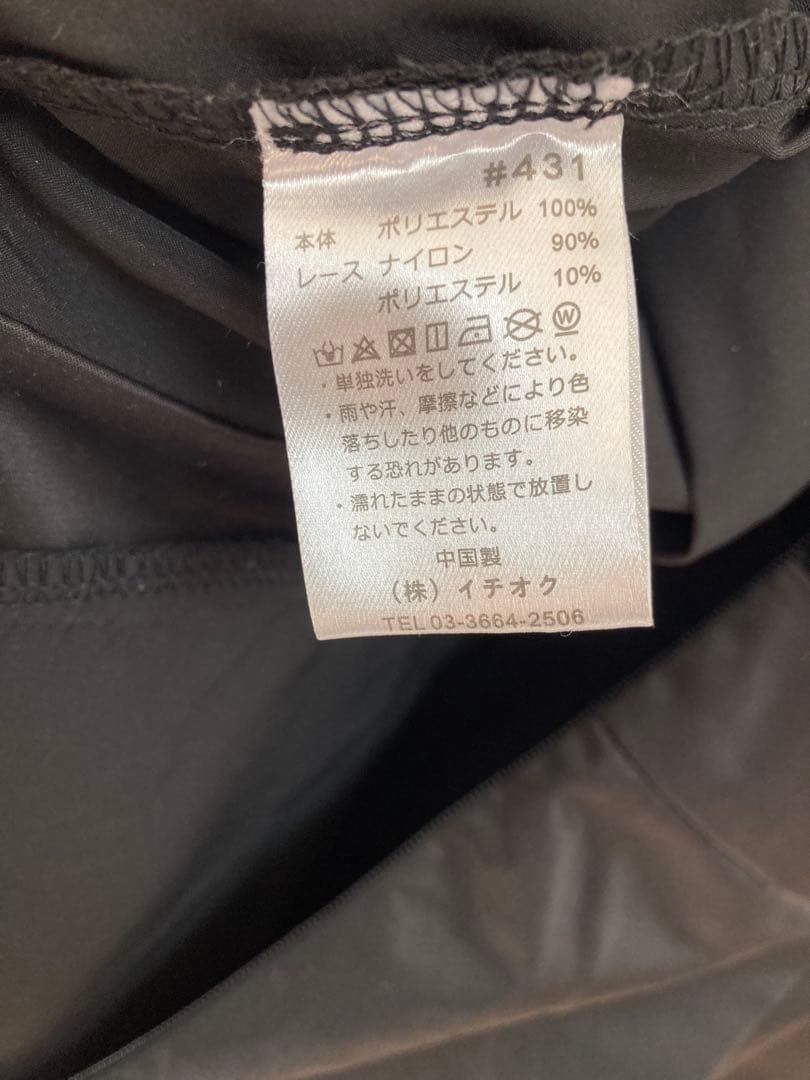 #431
本体 ポリエステル 100%
レース ナイロン 90%
ポリエステル 10%
・単独洗いをしてください。
・雨や汗、摩擦などにより色
落ちしたり他のものに移染
する恐れがあります。
・濡れたままの状態で放置し
ないでください。
中国製
(株)イチオク
TEL03-3664-2506